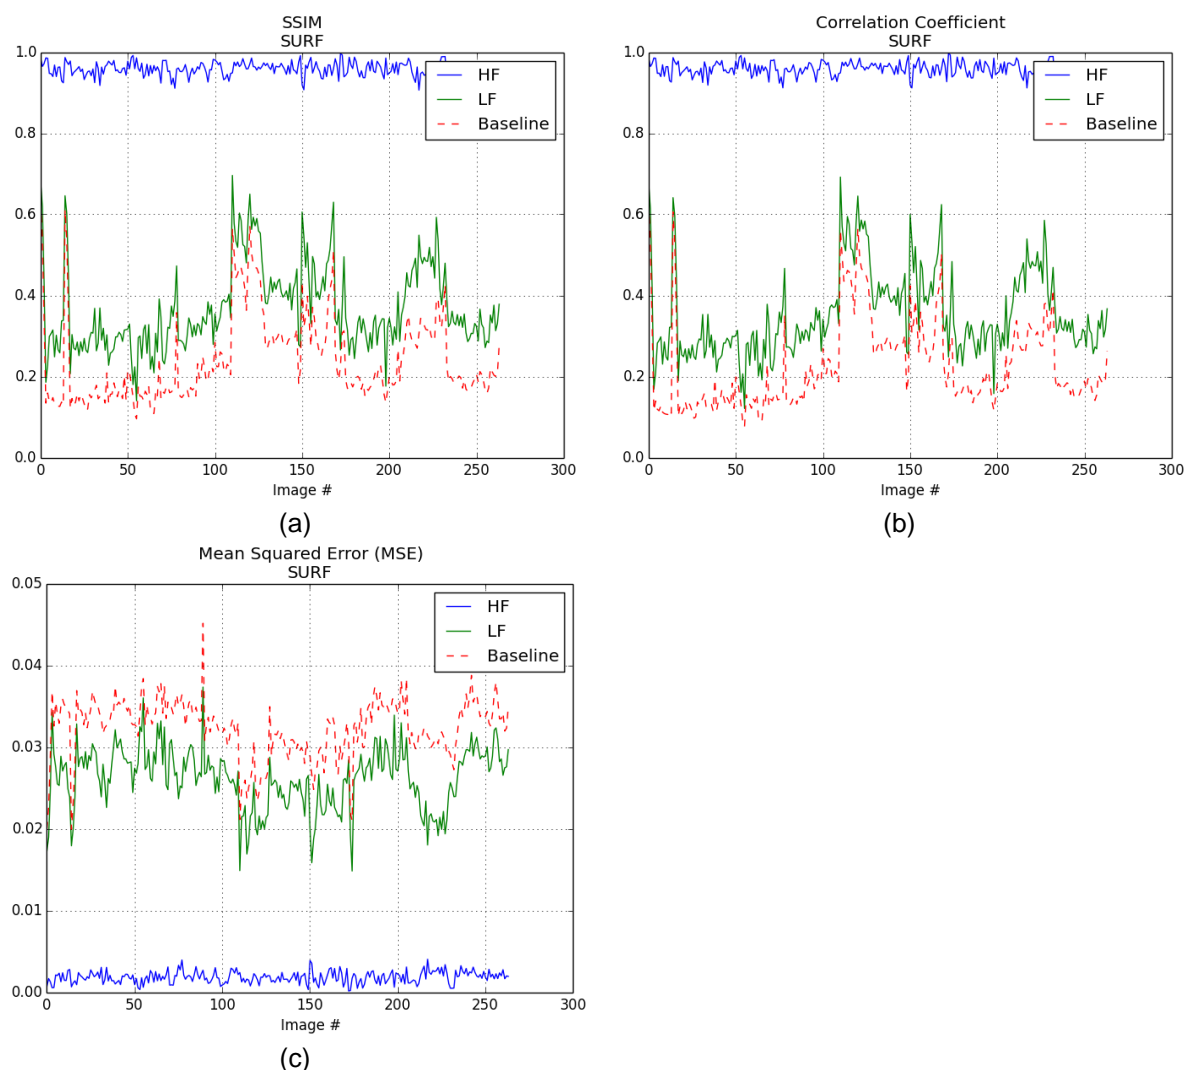 SSIM
SURF
1.0
0.8
0.6
0.4
0.2
0.0
0 50 100 150 200 250 300
Image #
HF
LF
Baseline
(a)
Correlation Coefficient
SURF
1.0
0.8
0.6
0.4
0.2
0.0
0 50 100 150 200 250 300
Image #
HF
LF
Baseline
(b)
Mean Squared Error (MSE)
SURF
0.05
0.04
0.03
0.02
0.01
0.00
0 50 100 150 200 250 300
Image #
HF
LF
Baseline
(c)